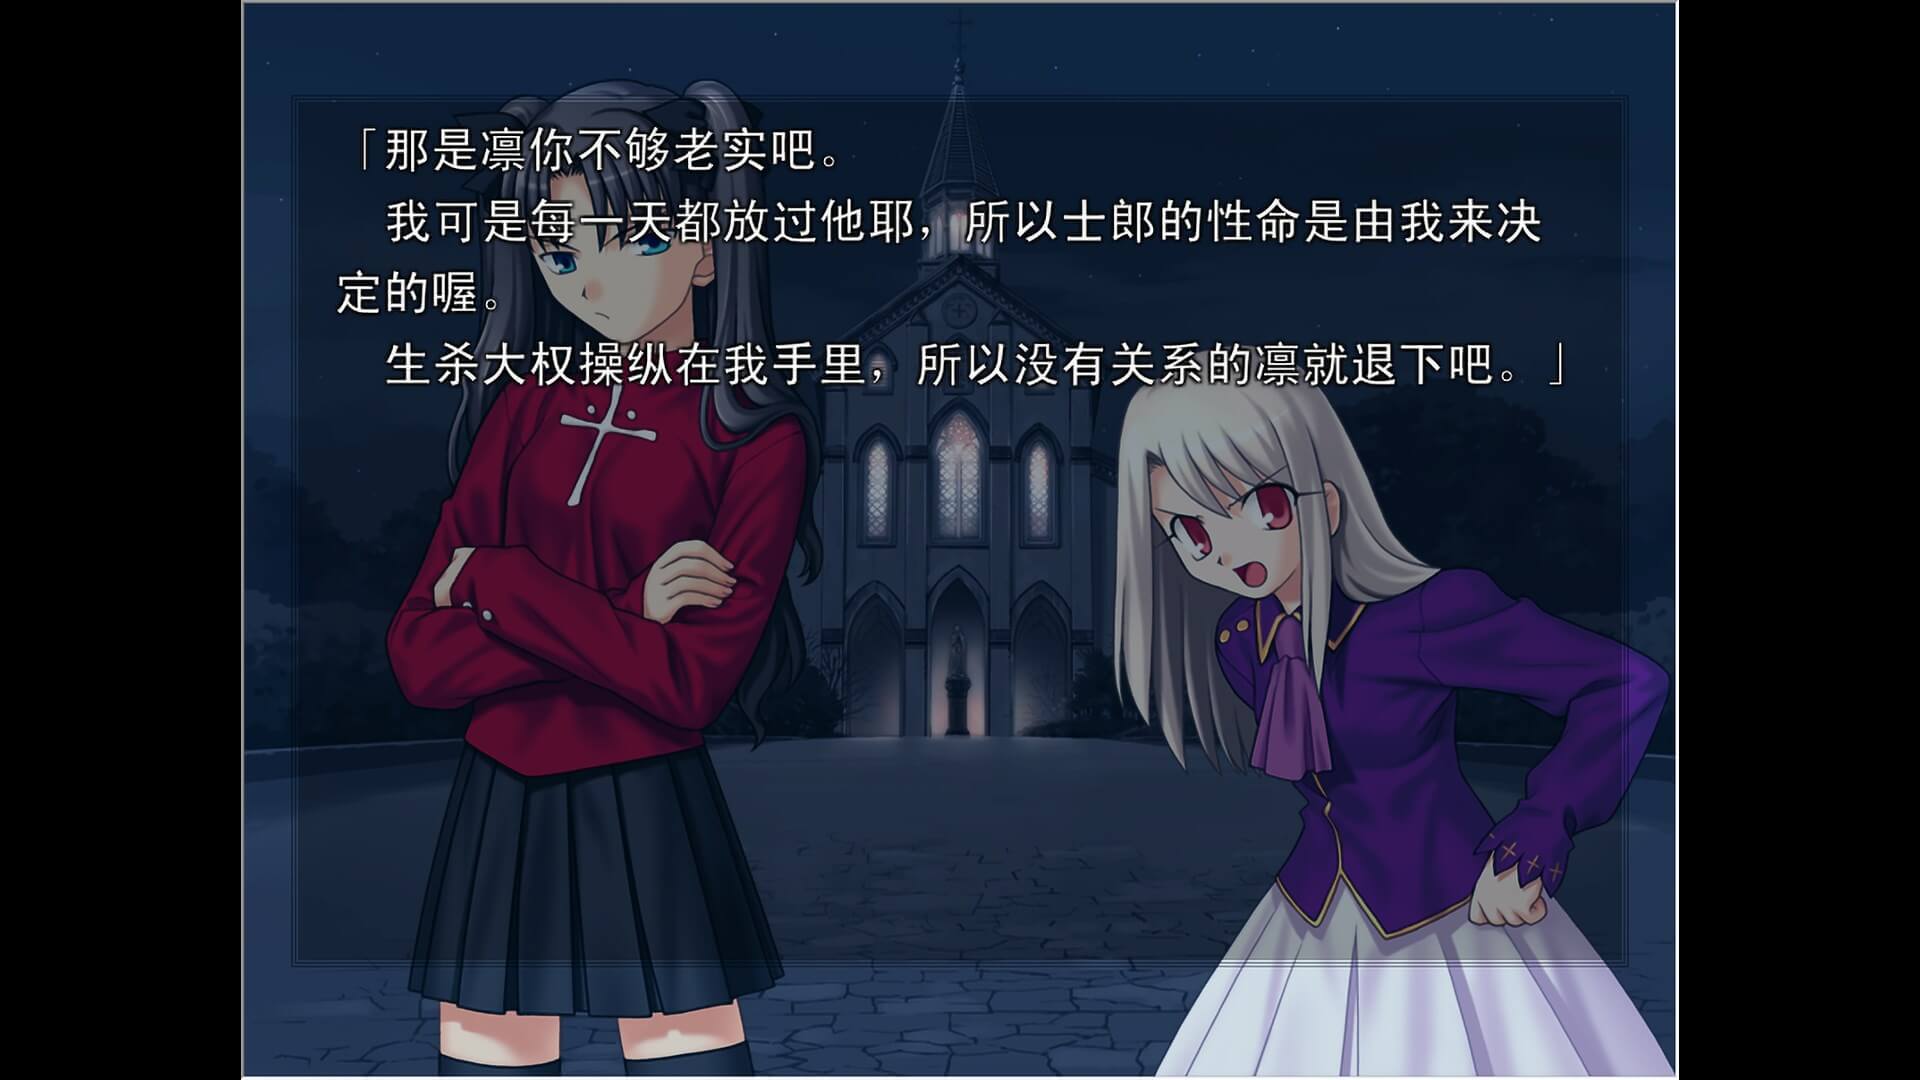 「那是凛你不够老实吧。
我可是每一天都放过他耶，所以士郎的性命是由我来决
定的喔。
生杀大权操纵在我手里，所以没有关系的凛就退下吧。」